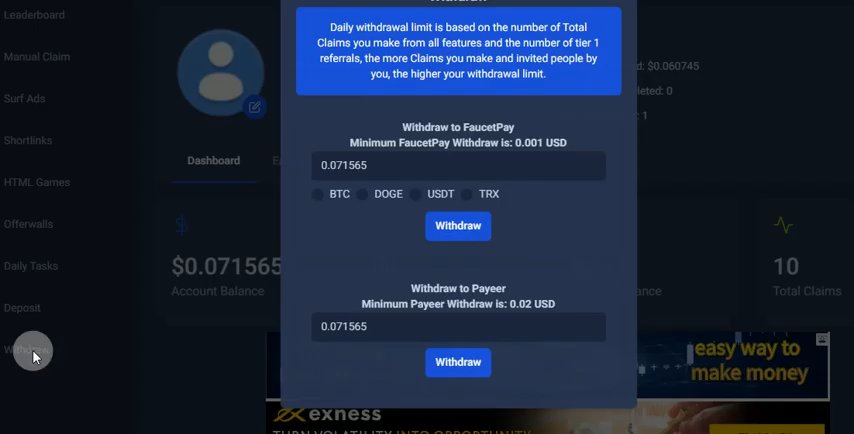 Leaderboard
Manual Claim
Surf Ads
Shortlinks
HTML Games
Offerwalls
Daily Tasks
Deposit
Withdraw
Dashboard
$0.071565
Account Balance
Daily withdrawal limit is based on the number of Total
Claims you make from all features and the number of tier 1
referrals, the more Claims you make and invited people by
you, the higher your withdrawal limit.
Withdraw to FaucetPay
Minimum FaucetPay Withdraw is: 0.001 USD
0.071565
BTC DOGE USDT TRX
Withdraw
Withdraw to Payeer
Minimum Payeer Withdraw is: 0.02 USD
0.071565
Withdraw
d: $0.060745
eted: 0
: 1
ance
10
Total Claims
easy way to
make money
exness